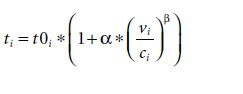 t_i = t0_i * (1 + α * (v_i / c_i)^β)